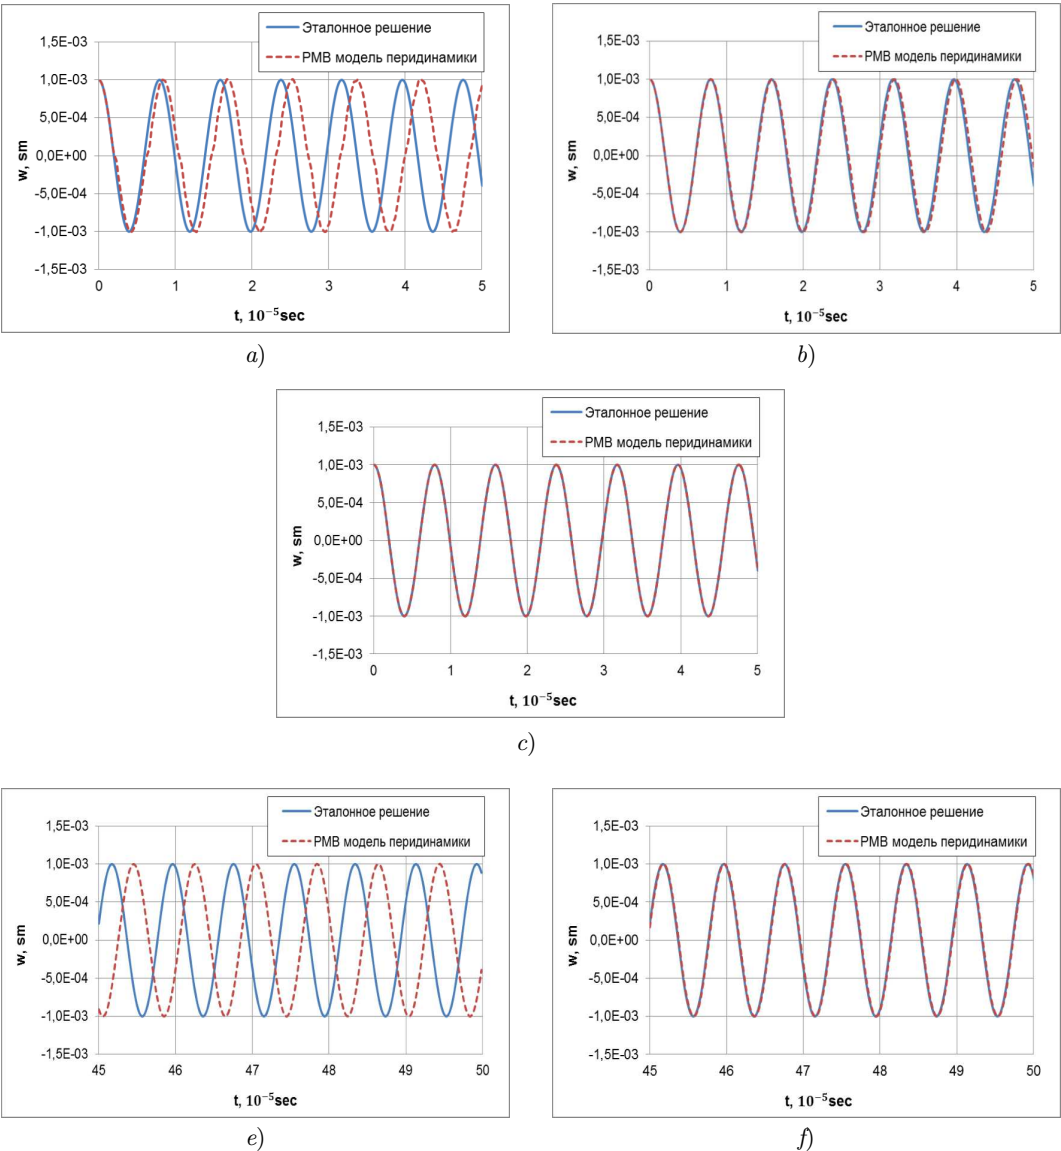 Эталонное решение
PMB модель перидинамики
1,5E-03
1,0E-03
5,0E-04
0,0E+00
-5,0E-04
-1,0E-03
-1,5E-03
w, sm
0 1 2 3 4 5
t, 10⁻⁵sec
a)
Эталонное решение
PMB модель перидинамики
1,5E-03
1,0E-03
5,0E-04
0,0E+00
-5,0E-04
-1,0E-03
-1,5E-03
w, sm
0 1 2 3 4 5
t, 10⁻⁵sec
b)
Эталонное решение
PMB модель перидинамики
1,5E-03
1,0E-03
5,0E-04
0,0E+00
-5,0E-04
-1,0E-03
-1,5E-03
w, sm
0 1 2 3 4 5
t, 10⁻⁵sec
c)
Эталонное решение
PMB модель перидинамики
1,5E-03
1,0E-03
5,0E-04
0,0E+00
-5,0E-04
-1,0E-03
-1,5E-03
w, sm
45 46 47 48 49 50
t, 10⁻⁵sec
e)
Эталонное решение
PMB модель перидинамики
1,5E-03
1,0E-03
5,0E-04
0,0E+00
-5,0E-04
-1,0E-03
-1,5E-03
w, sm
45 46 47 48 49 50
t, 10⁻⁵sec
f)